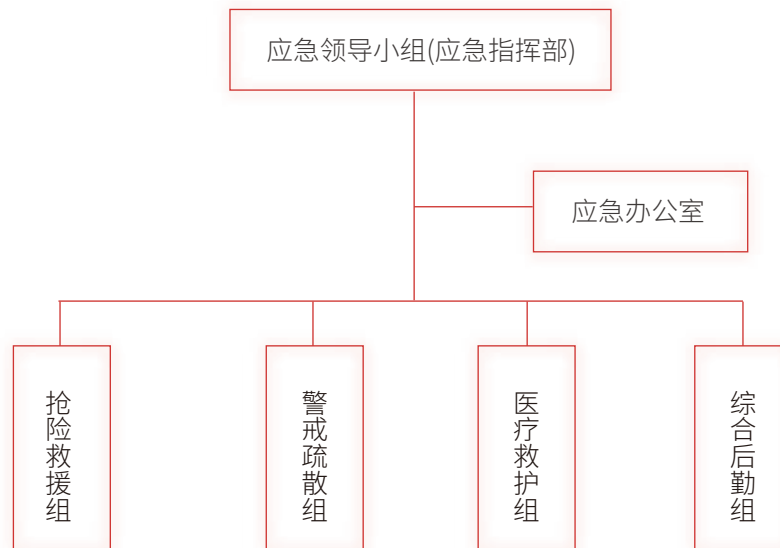 应急领导小组(应急指挥部)
应急办公室
抢险救援组
警戒疏散组
医疗救护组
综合后勤组